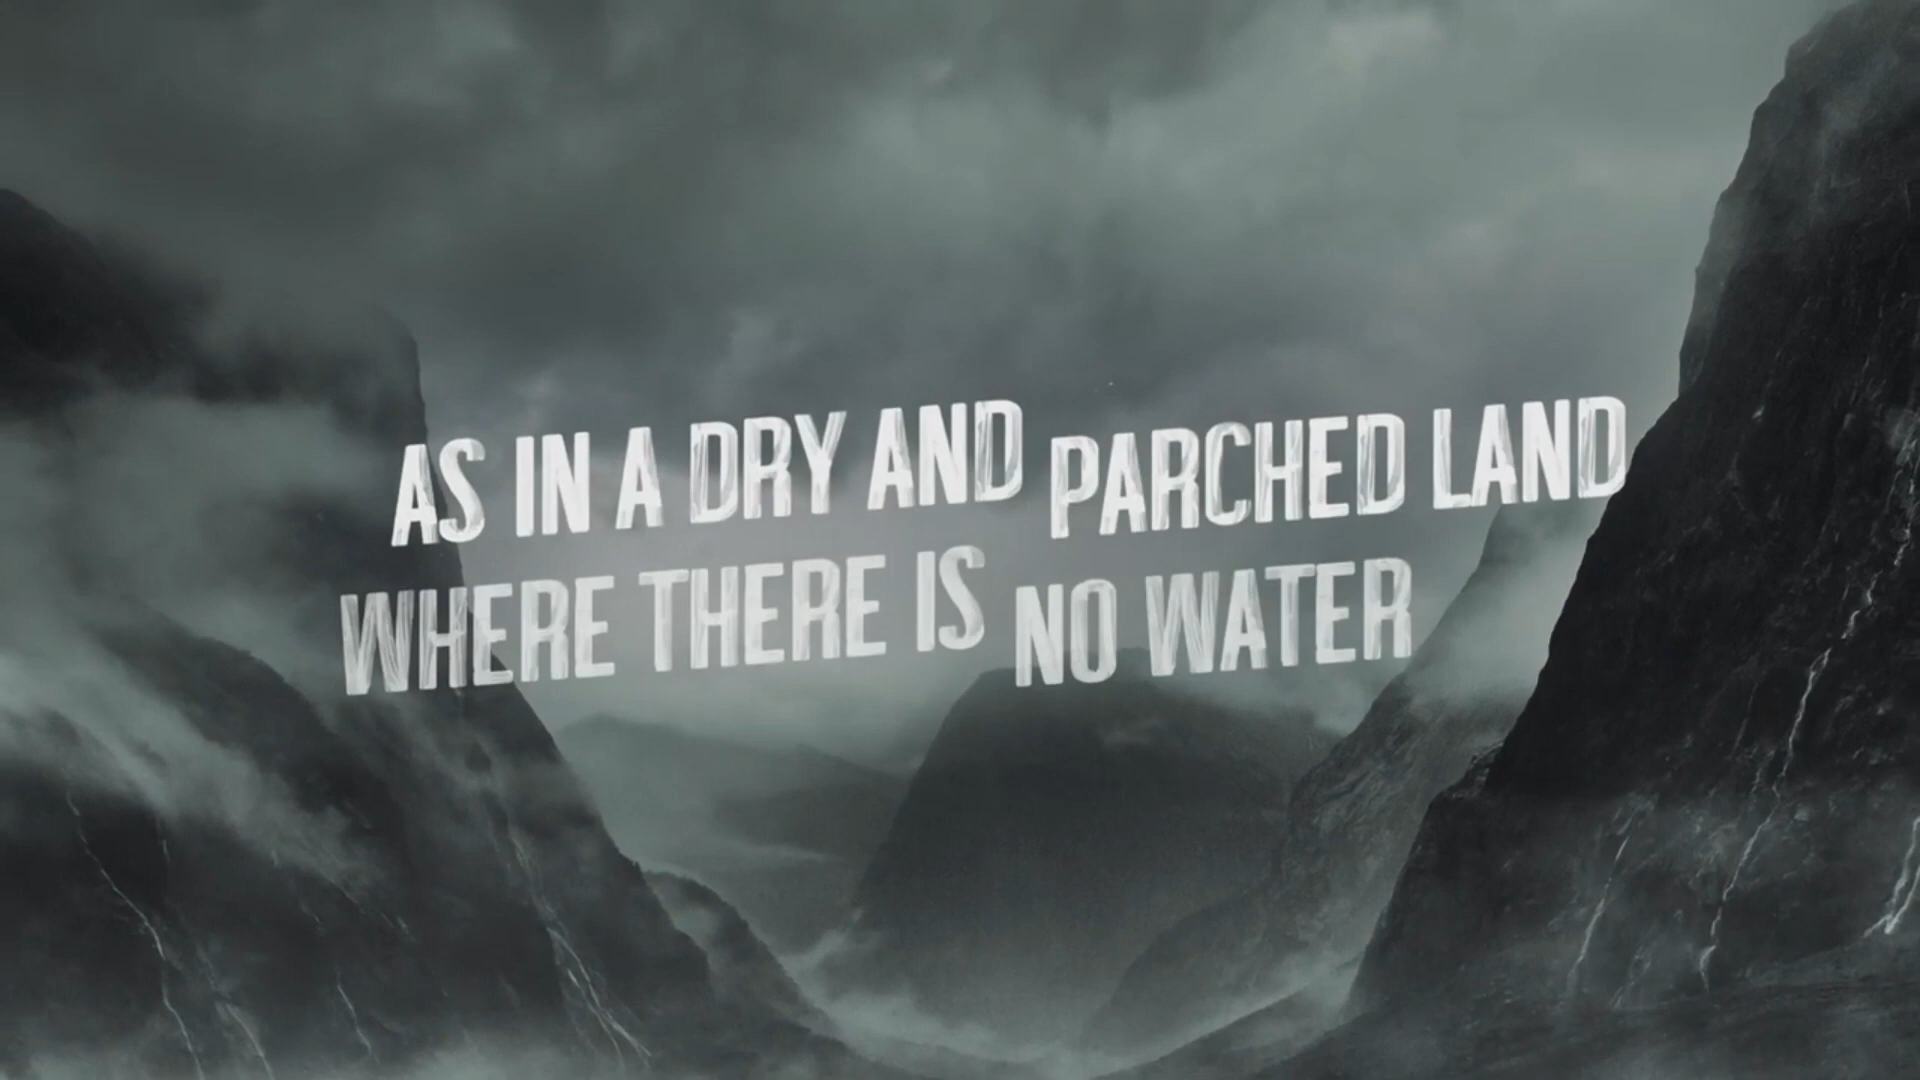 AS IN A DRY AND PARCHED LAND
WHERE THERE IS NO WATER